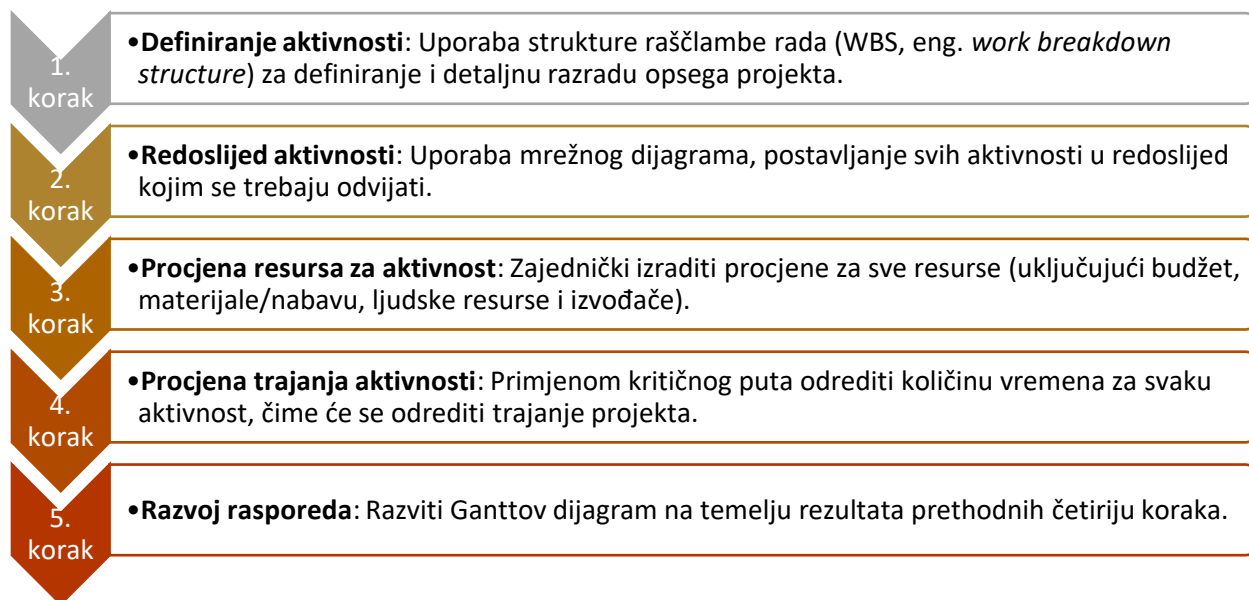 1.
korak
•Definiranje aktivnosti: Uporaba strukture raščlambe rada (WBS, eng. work breakdown
structure) za definiranje i detaljnu razradu opsega projekta.
2.
korak
•Redoslijed aktivnosti: Uporaba mrežnog dijagrama, postavljanje svih aktivnosti u redoslijed
kojim se trebaju odvijati.
3.
korak
•Procjena resursa za aktivnost: Zajednički izraditi procjene za sve resurse (uključujući budžet,
materijale/nabavu, ljudske resurse i izvođače).
4.
korak
•Procjena trajanja aktivnosti: Primjenom kritičnog puta odrediti količinu vremena za svaku
aktivnost, čime će se odrediti trajanje projekta.
5.
korak
•Razvoj rasporeda: Razviti Ganttov dijagram na temelju rezultata prethodnih četiriju koraka.